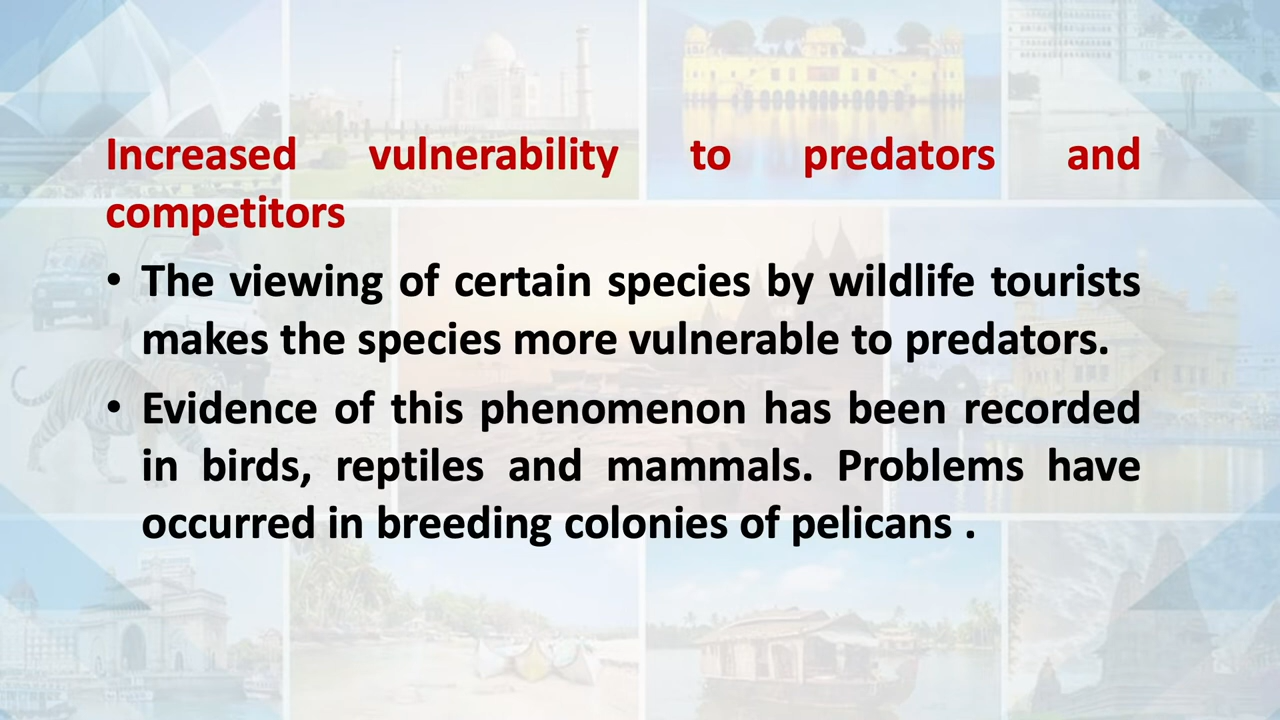 Increased vulnerability to predators and
competitors
• The viewing of certain species by wildlife tourists
makes the species more vulnerable to predators.
• Evidence of this phenomenon has been recorded
in birds, reptiles and mammals. Problems have
occurred in breeding colonies of pelicans .